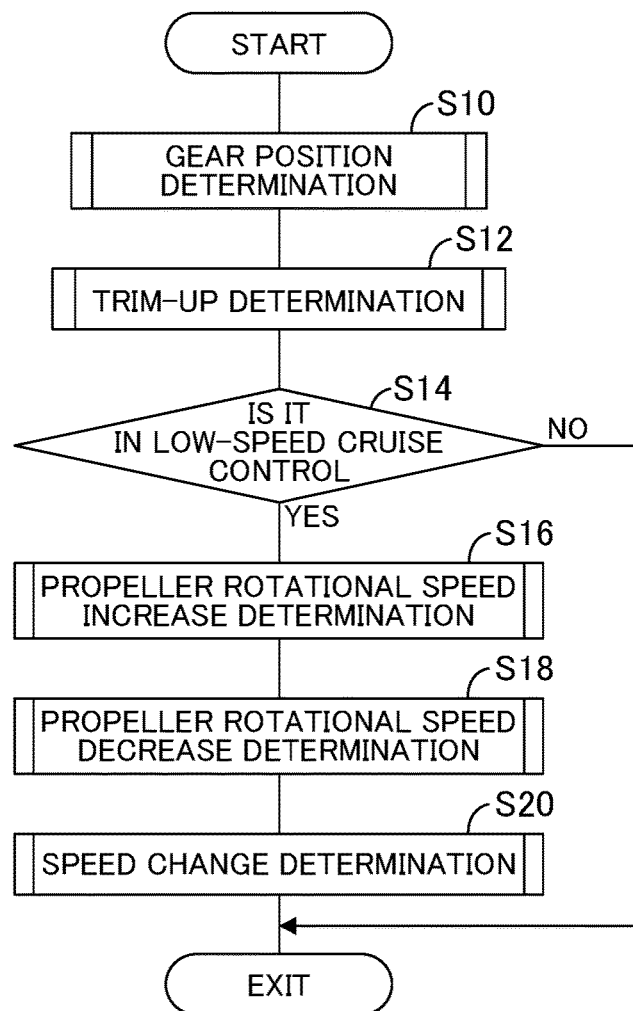 START
S10
GEAR POSITION
DETERMINATION
S12
TRIM-UP DETERMINATION
S14
IS IT
IN LOW-SPEED CRUISE
CONTROL
NO
YES
S16
PROPELLER ROTATIONAL SPEED
INCREASE DETERMINATION
S18
PROPELLER ROTATIONAL SPEED
DECREASE DETERMINATION
S20
SPEED CHANGE DETERMINATION
EXIT